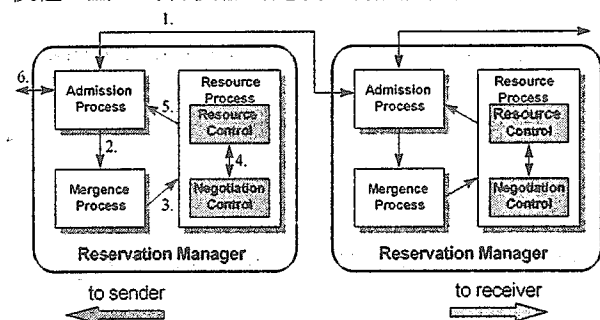 1.
6.
Admission
Process
5.
Resource
Process
Resource
Control
2.
4.
Mergence
Process
3.
Negotiation
Control
Reservation Manager
Admission
Process
Resource
Process
Resource
Control
Mergence
Process
Negotiation
Control
Reservation Manager
to sender
to receiver